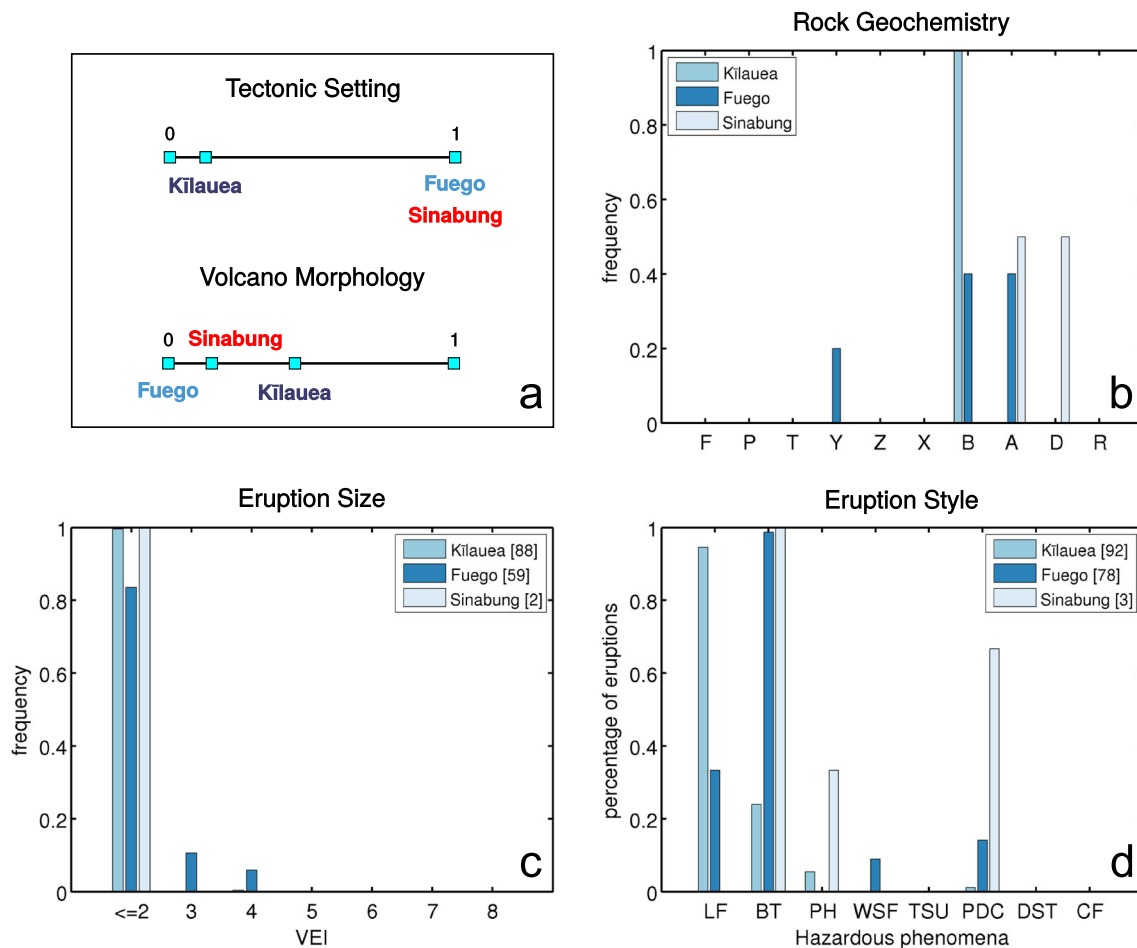 Tectonic Setting
0 1
Kīlauea Fuego
Sinabung
Volcano Morphology
0 Sinabung 1
Fuego Kīlauea
a
Rock Geochemistry
Kīlauea
Fuego
Sinabung
frequency
1
0.8
0.6
0.4
0.2
0
F P T Y Z X B A D R
b
Eruption Size
Kīlauea [88]
Fuego [59]
Sinabung [2]
frequency
1
0.8
0.6
0.4
0.2
0
<=2 3 4 5 6 7 8
VEI
c
Eruption Style
Kīlauea [92]
Fuego [78]
Sinabung [3]
percentage of eruptions
1
0.8
0.6
0.4
0.2
0
LF BT PH WSF TSU PDC DST CF
Hazardous phenomena
d